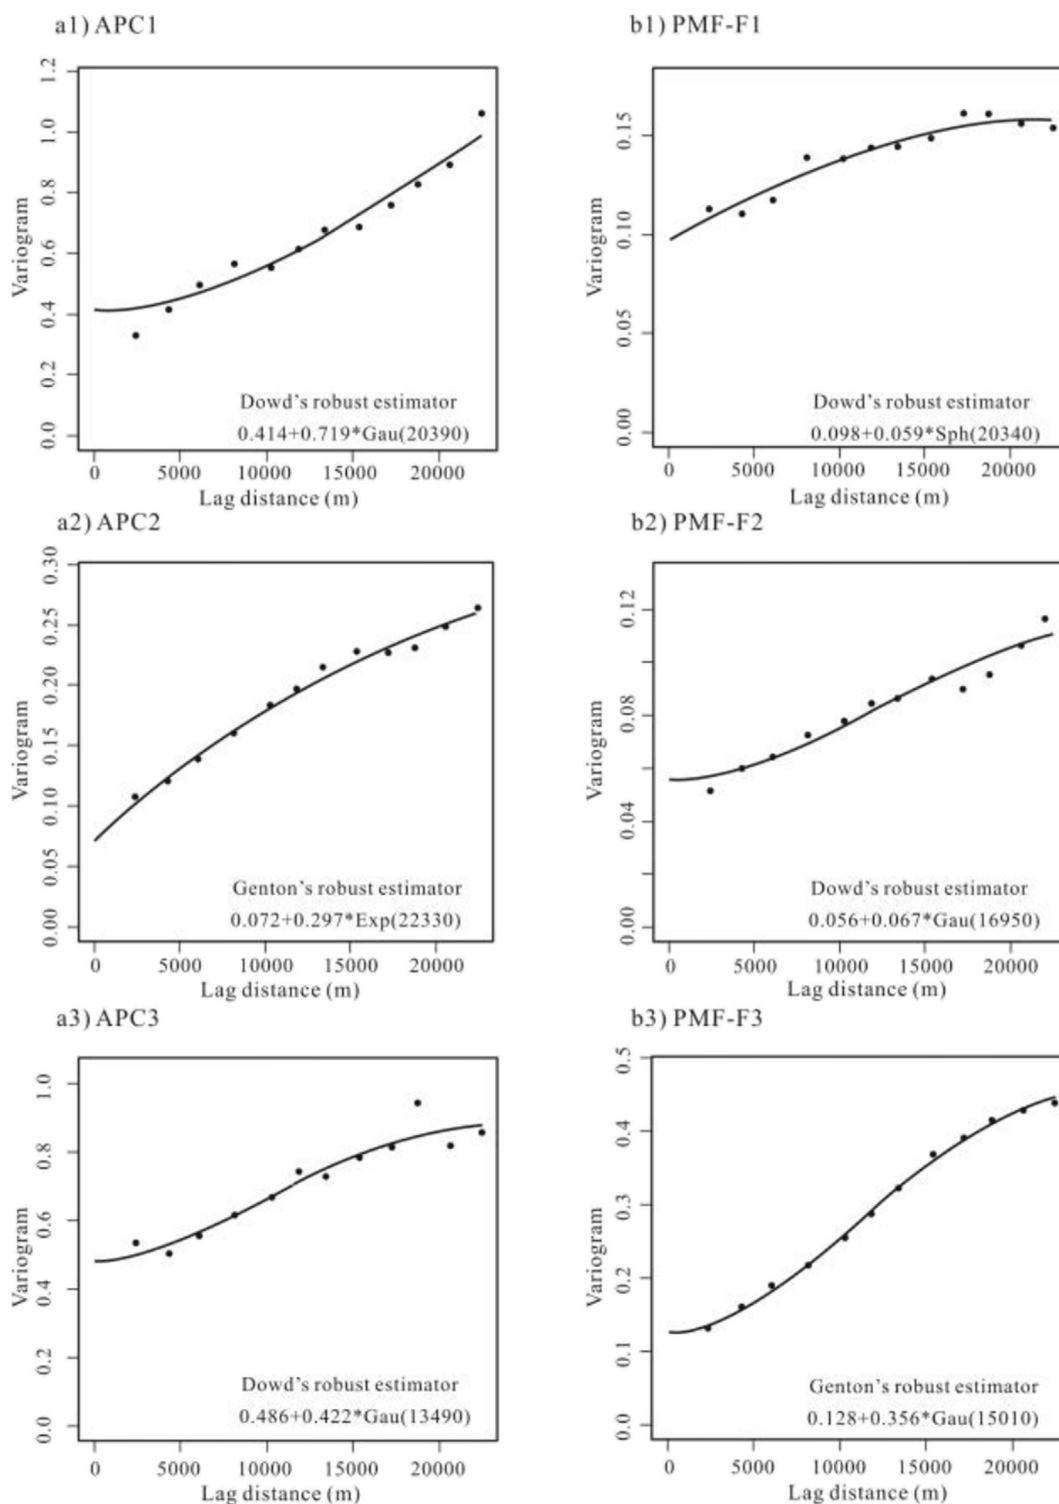 a1) APC1
Variogram
1.2
1.0
0.8
0.6
0.4
0.2
0.0
Dowd's robust estimator
0.414+0.719*Gau(20390)
0 5000 10000 15000 20000
Lag distance (m)
b1) PMF-F1
Variogram
0.15
0.10
0.05
0.00
Dowd's robust estimator
0.098+0.059*Sph(20340)
0 5000 10000 15000 20000
Lag distance (m)
a2) APC2
Variogram
0.30
0.25
0.20
0.15
0.10
0.05
0.00
Genton's robust estimator
0.072+0.297*Exp(22330)
0 5000 10000 15000 20000
Lag distance (m)
b2) PMF-F2
Variogram
0.12
0.08
0.04
0.00
Dowd's robust estimator
0.056+0.067*Gau(16950)
0 5000 10000 15000 20000
Lag distance (m)
a3) APC3
Variogram
1.0
0.8
0.6
0.4
0.2
0.0
Dowd's robust estimator
0.486+0.422*Gau(13490)
0 5000 10000 15000 20000
Lag distance (m)
b3) PMF-F3
Variogram
0.5
0.4
0.3
0.2
0.1
0.0
Genton's robust estimator
0.128+0.356*Gau(15010)
0 5000 10000 15000 20000
Lag distance (m)